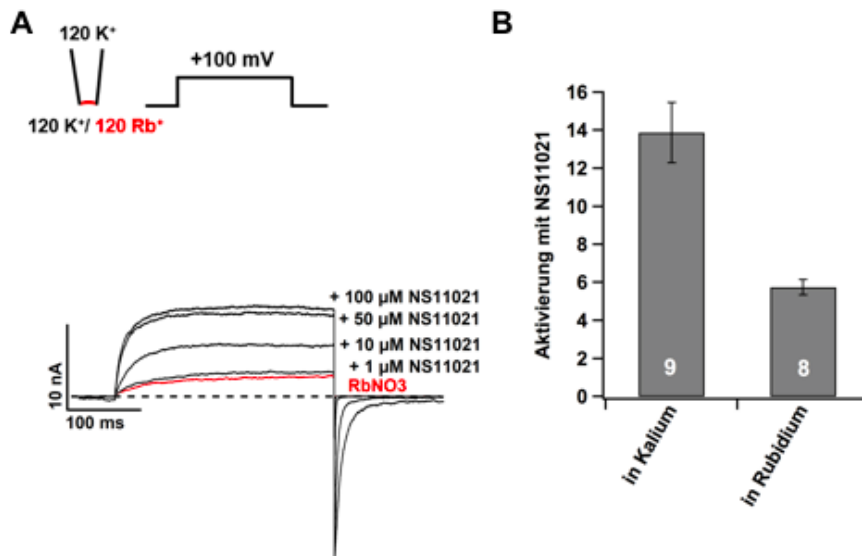 A
120 K⁺
+100 mV
120 K⁺/ 120 Rb⁺
+ 100 µM NS11021
+ 50 µM NS11021
+ 10 µM NS11021
+ 1 µM NS11021
RbNO3
10 nA
100 ms
B
Aktivierung mit NS11021
16
14
12
10
8
6
4
2
0
9
8
in Kalium
in Rubidium